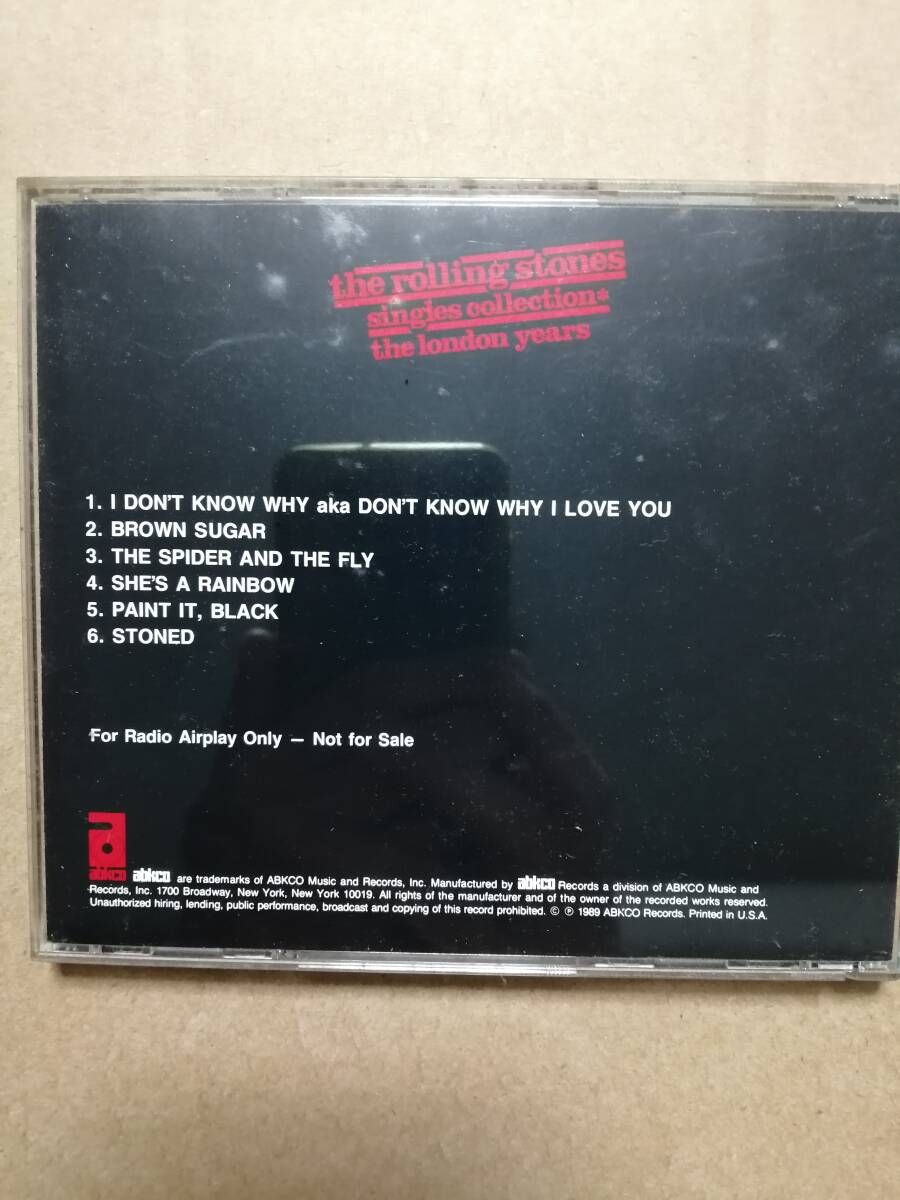 the rolling stones
singles collection*
the london years
1. I DON'T KNOW WHY aka DON'T KNOW WHY I LOVE YOU
2. BROWN SUGAR
3. THE SPIDER AND THE FLY
4. SHE'S A RAINBOW
5. PAINT IT, BLACK
6. STONED
For Radio Airplay Only — Not for Sale
abkco abkco are trademarks of ABKCO Music and Records, Inc. Manufactured by abkco Records a division of ABKCO Music and
Records, Inc. 1700 Broadway, New York, New York 10019. All rights of the manufacturer and of the owner of the recorded works reserved.
Unauthorized hiring, lending, public performance, broadcast and copying of this record prohibited. © ℗ 1989 ABKCO Records. Printed in U.S.A.